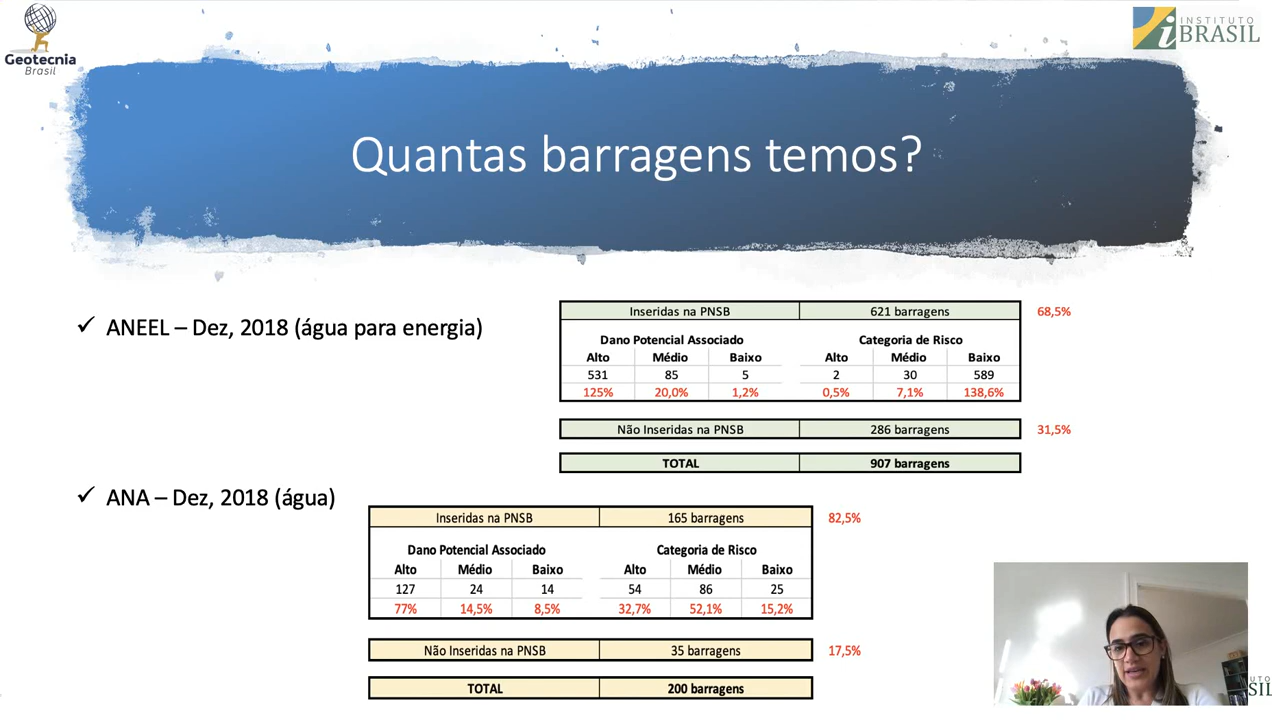 Geotecnia
Brasil
INSTITUTO
iBRASIL
Quantas barragens temos?
✓ ANEEL – Dez, 2018 (água para energia)
Inseridas na PNSB 621 barragens 68,5%
Dano Potencial Associado Categoria de Risco
Alto Médio Baixo Alto Médio Baixo
531 85 5 2 30 589
125% 20,0% 1,2% 0,5% 7,1% 138,6%
Não Inseridas na PNSB 286 barragens 31,5%
TOTAL 907 barragens
✓ ANA – Dez, 2018 (água)
Inseridas na PNSB 165 barragens 82,5%
Dano Potencial Associado Categoria de Risco
Alto Médio Baixo Alto Médio Baixo
127 24 14 54 86 25
77% 14,5% 8,5% 32,7% 52,1% 15,2%
Não Inseridas na PNSB 35 barragens 17,5%
TOTAL 200 barragens
UTO
SIL